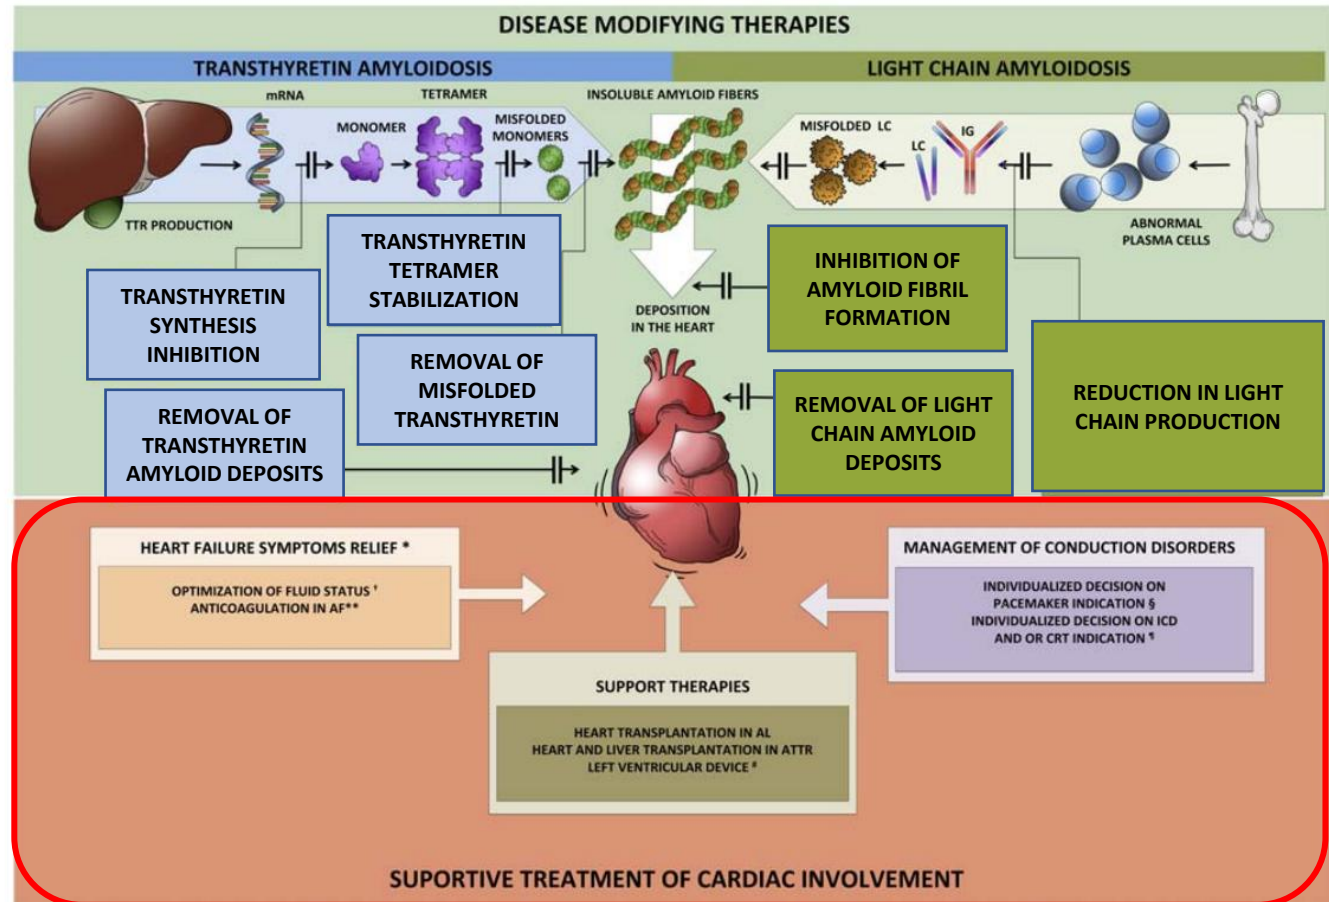 DISEASE MODIFYING THERAPIES
TRANSTHYRETIN AMYLOIDOSIS
LIGHT CHAIN AMYLOIDOSIS
mRNA
MONOMER
TETRAMER
MISFOLDED
MONOMERS
INSOLUBLE AMYLOID FIBERS
MISFOLDED LC
LC
IG
TTR PRODUCTION
ABNORMAL
PLASMA CELLS
TRANSTHYRETIN
SYNTHESIS
INHIBITION
TRANSTHYRETIN
TETRAMER
STABILIZATION
REMOVAL OF
MISFOLDED
TRANSTHYRETIN
REMOVAL OF
TRANSTHYRETIN
AMYLOID DEPOSITS
DEPOSITION
IN THE HEART
INHIBITION OF
AMYLOID FIBRIL
FORMATION
REMOVAL OF LIGHT
CHAIN AMYLOID
DEPOSITS
REDUCTION IN LIGHT
CHAIN PRODUCTION
HEART FAILURE SYMPTOMS RELIEF *
OPTIMIZATION OF FLUID STATUS †
ANTICOAGULATION IN AF**
MANAGEMENT OF CONDUCTION DISORDERS
INDIVIDUALIZED DECISION ON
PACEMAKER INDICATION §
INDIVIDUALIZED DECISION ON ICD
AND OR CRT INDICATION ¶
SUPPORT THERAPIES
HEART TRANSPLANTATION IN AL
HEART AND LIVER TRANSPLANTATION IN ATTR
LEFT VENTRICULAR DEVICE #
SUPORTIVE TREATMENT OF CARDIAC INVOLVEMENT